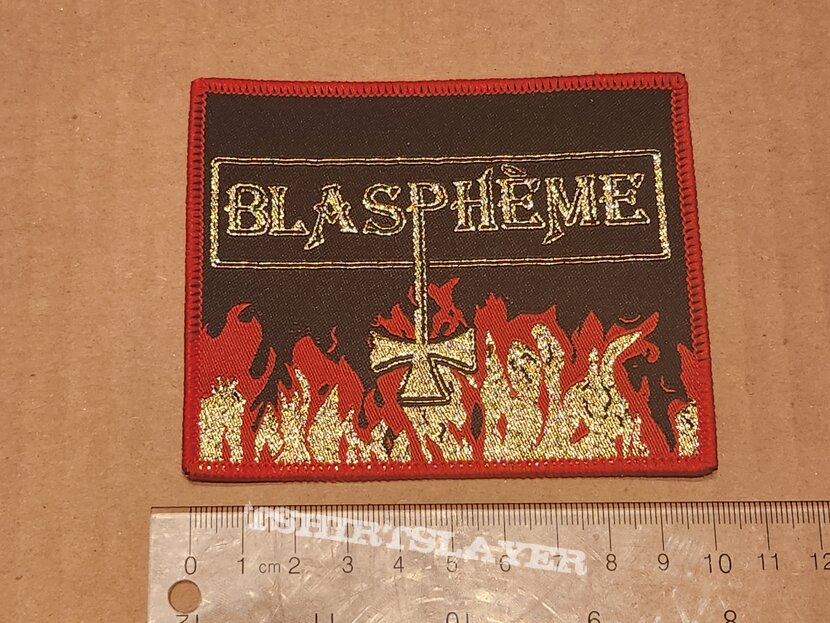 BLASPHÈME
TSHIRTSLAYER
0 1 cm 2 3 4 5 6 7 8 9 10 11 12